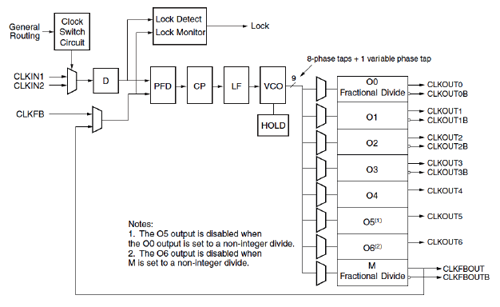 General
Routing
Clock
Switch
Circuit
Lock Detect
Lock Monitor
Lock
8-phase taps + 1 variable phase tap
9
CLKIN1
CLKIN2
D
PFD
CP
LF
VCO
HOLD
CLKFB
O0
Fractional Divide
CLKOUT0
CLKOUT0B
O1
CLKOUT1
CLKOUT1B
O2
CLKOUT2
CLKOUT2B
O3
CLKOUT3
CLKOUT3B
O4
CLKOUT4
O5(1)
CLKOUT5
O6(2)
CLKOUT6
M
Fractional Divide
CLKFBOUT
CLKFBOUTB
Notes:
1. The O5 output is disabled when
the O0 output is set to a non-integer divide.
2. The O6 output is disabled when
M is set to a non-integer divide.